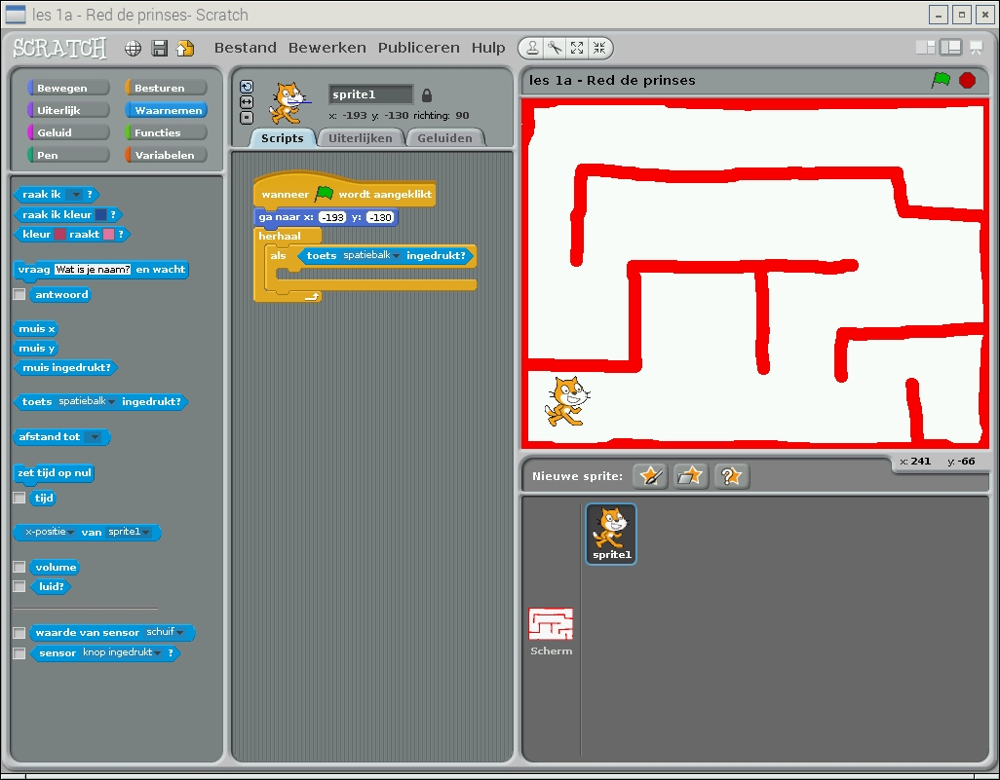 les 1a - Red de prinses- Scratch
SCRATCH Bestand Bewerken Publiceren Hulp
Bewegen Besturen
Uiterlijk Waarnemen
Geluid Functies
Pen Variabelen
raak ik ?
raak ik kleur ?
kleur raakt ?
vraag Wat is je naam? en wacht
antwoord
muis x
muis y
muis ingedrukt?
toets spatiebalk ingedrukt?
afstand tot
zet tijd op nul
tijd
x-positie van sprite1
volume
luid?
waarde van sensor schuif
sensor knop ingedrukt ?
sprite1
x: -193 y: -130 richting: 90
Scripts Uiterlijken Geluiden
wanneer wordt aangeklikt
ga naar x: -193 y: -130
herhaal
als toets spatiebalk ingedrukt?
les 1a - Red de prinses
x: 241 y: -66
Nieuwe sprite: ?
sprite1
Scherm